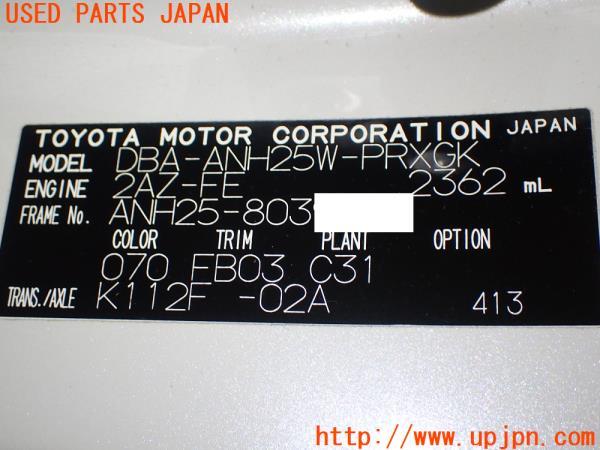 USED PARTS JAPAN
TOYOTA MOTOR CORPORATION JAPAN
MODEL DBA-ANH25W-PRXGK
ENGINE 2AZ-FE 2362 mL
FRAME No. ANH25-803
COLOR TRIM PLANT OPTION
070 FB03 C31
TRANS./AXLE K112F -02A 413
http://www.upjpn.com/